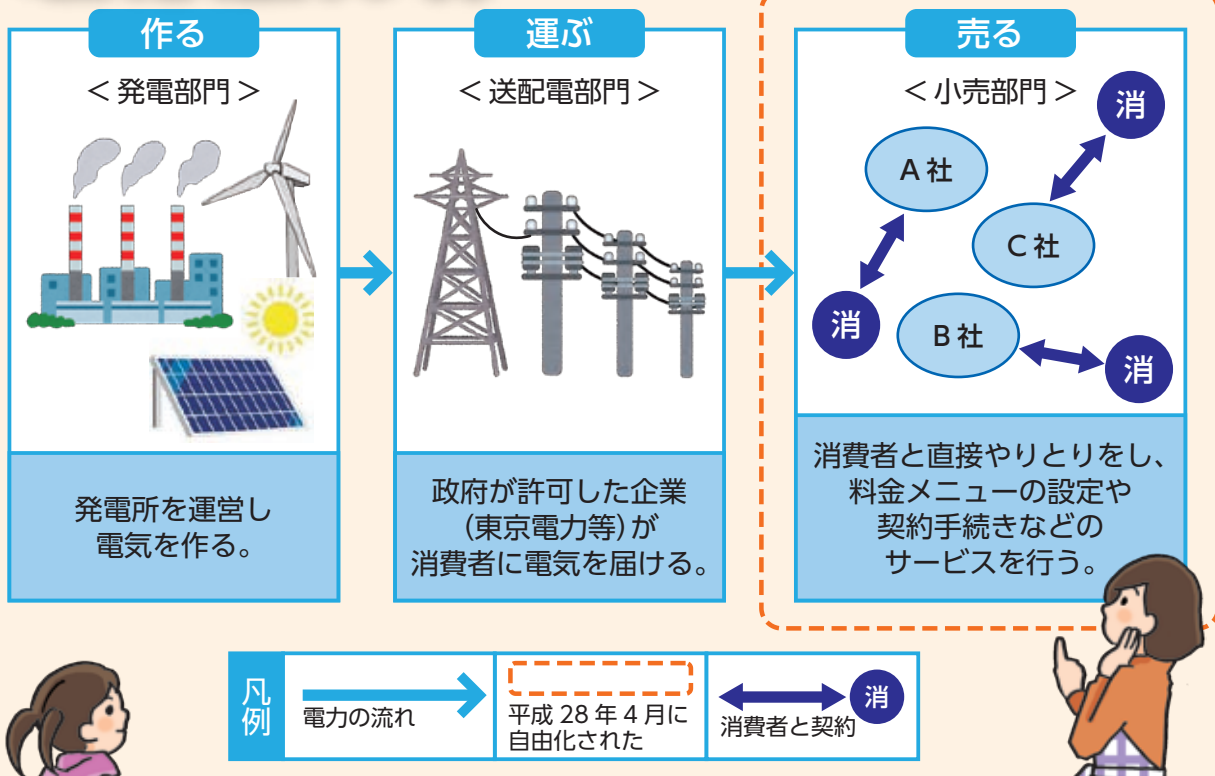 作る
＜発電部門＞
発電所を運営し
電気を作る。
運ぶ
＜送配電部門＞
政府が許可した企業
（東京電力等）が
消費者に電気を届ける。
売る
＜小売部門＞
消
A社
C社
消
B社
消
消費者と直接やりとりをし、
料金メニューの設定や
契約手続きなどの
サービスを行う。
凡例
電力の流れ
平成28年4月に
自由化された
消
消費者と契約